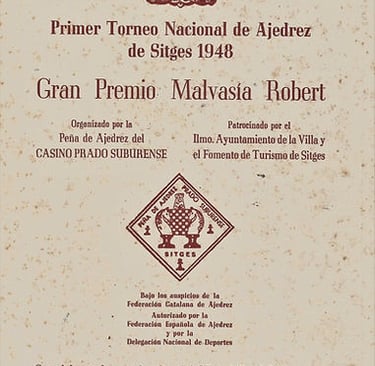 Primer Torneo Nacional de Ajedrez
de Sitges 1948
Gran Premio Malvasía Robert
Organizado por la
Peña de Ajedrez del
CASINO PRADO SUBURENSE
Patrocinado por el
Ilmo. Ayuntamiento de la Villa y
el Fomento de Turismo de Sitges
PEÑA DE AJEDREZ PRADO SUBURENSE
SITGES
Bajo los auspicios de la
Federación Catalana de Ajedrez
Autorizado por la
Federación Española de Ajedrez
y por la
Delegación Nacional de Deportes